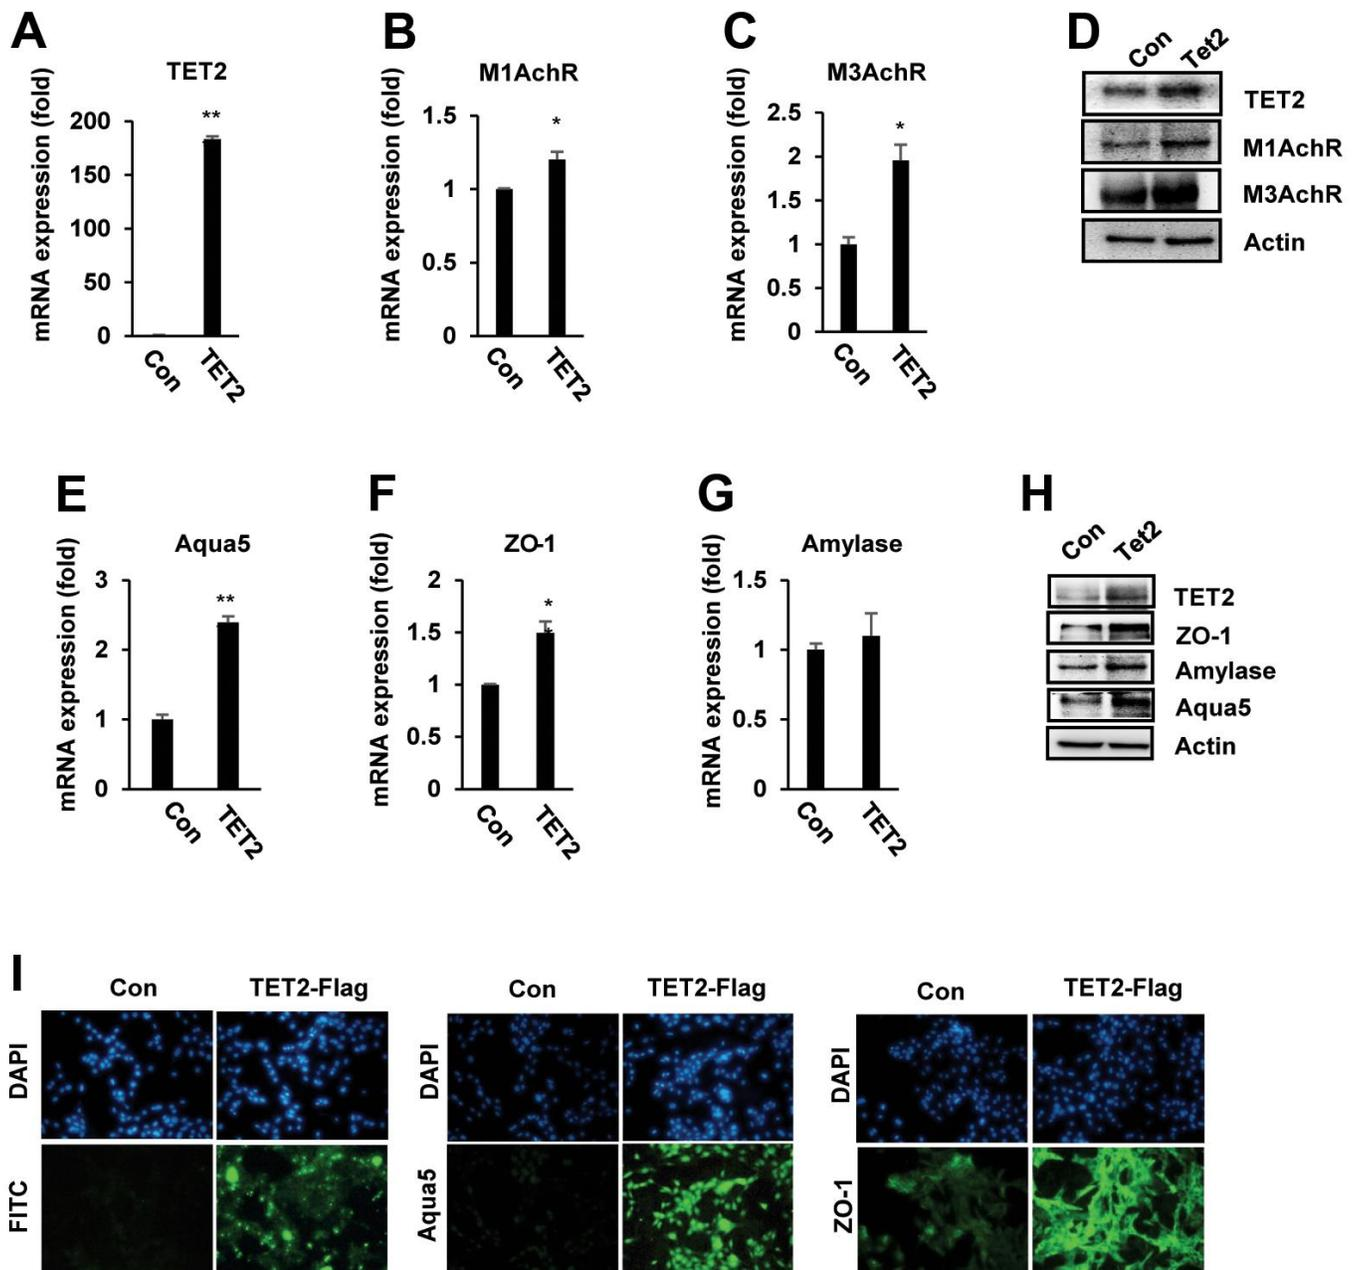 A
TET2
mRNA expression (fold)
200
150
100
50
0
**
Con
TET2
B
M1AchR
mRNA expression (fold)
1.5
1
0.5
0
*
Con
TET2
C
M3AchR
mRNA expression (fold)
2.5
2
1.5
1
0.5
0
*
Con
TET2
D
Con
Tet2
TET2
M1AchR
M3AchR
Actin
E
Aqua5
mRNA expression (fold)
3
2
1
0
**
Con
TET2
F
ZO-1
mRNA expression (fold)
2
1.5
1
0.5
0
*
*
Con
TET2
G
Amylase
mRNA expression (fold)
1.5
1
0.5
0
Con
TET2
H
Con
Tet2
TET2
ZO-1
Amylase
Aqua5
Actin
I
Con
TET2-Flag
DAPI
FITC
Con
TET2-Flag
DAPI
Aqua5
Con
TET2-Flag
DAPI
ZO-1